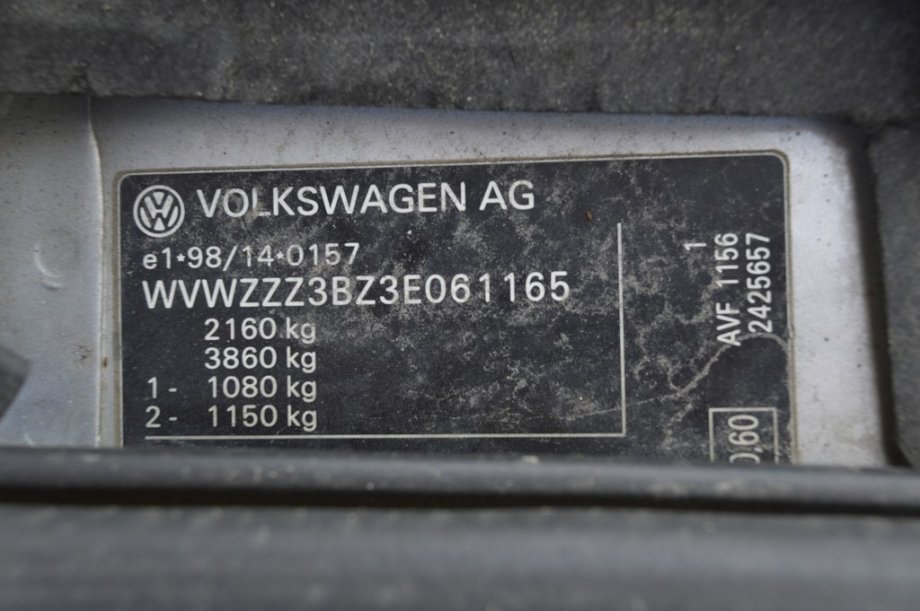 VOLKSWAGEN AG
e1*98/14*0157
WVWZZZ3BZ3E061165
2160 kg
3860 kg
1- 1080 kg
2- 1150 kg
1
AVF 1156
2425657
0,60